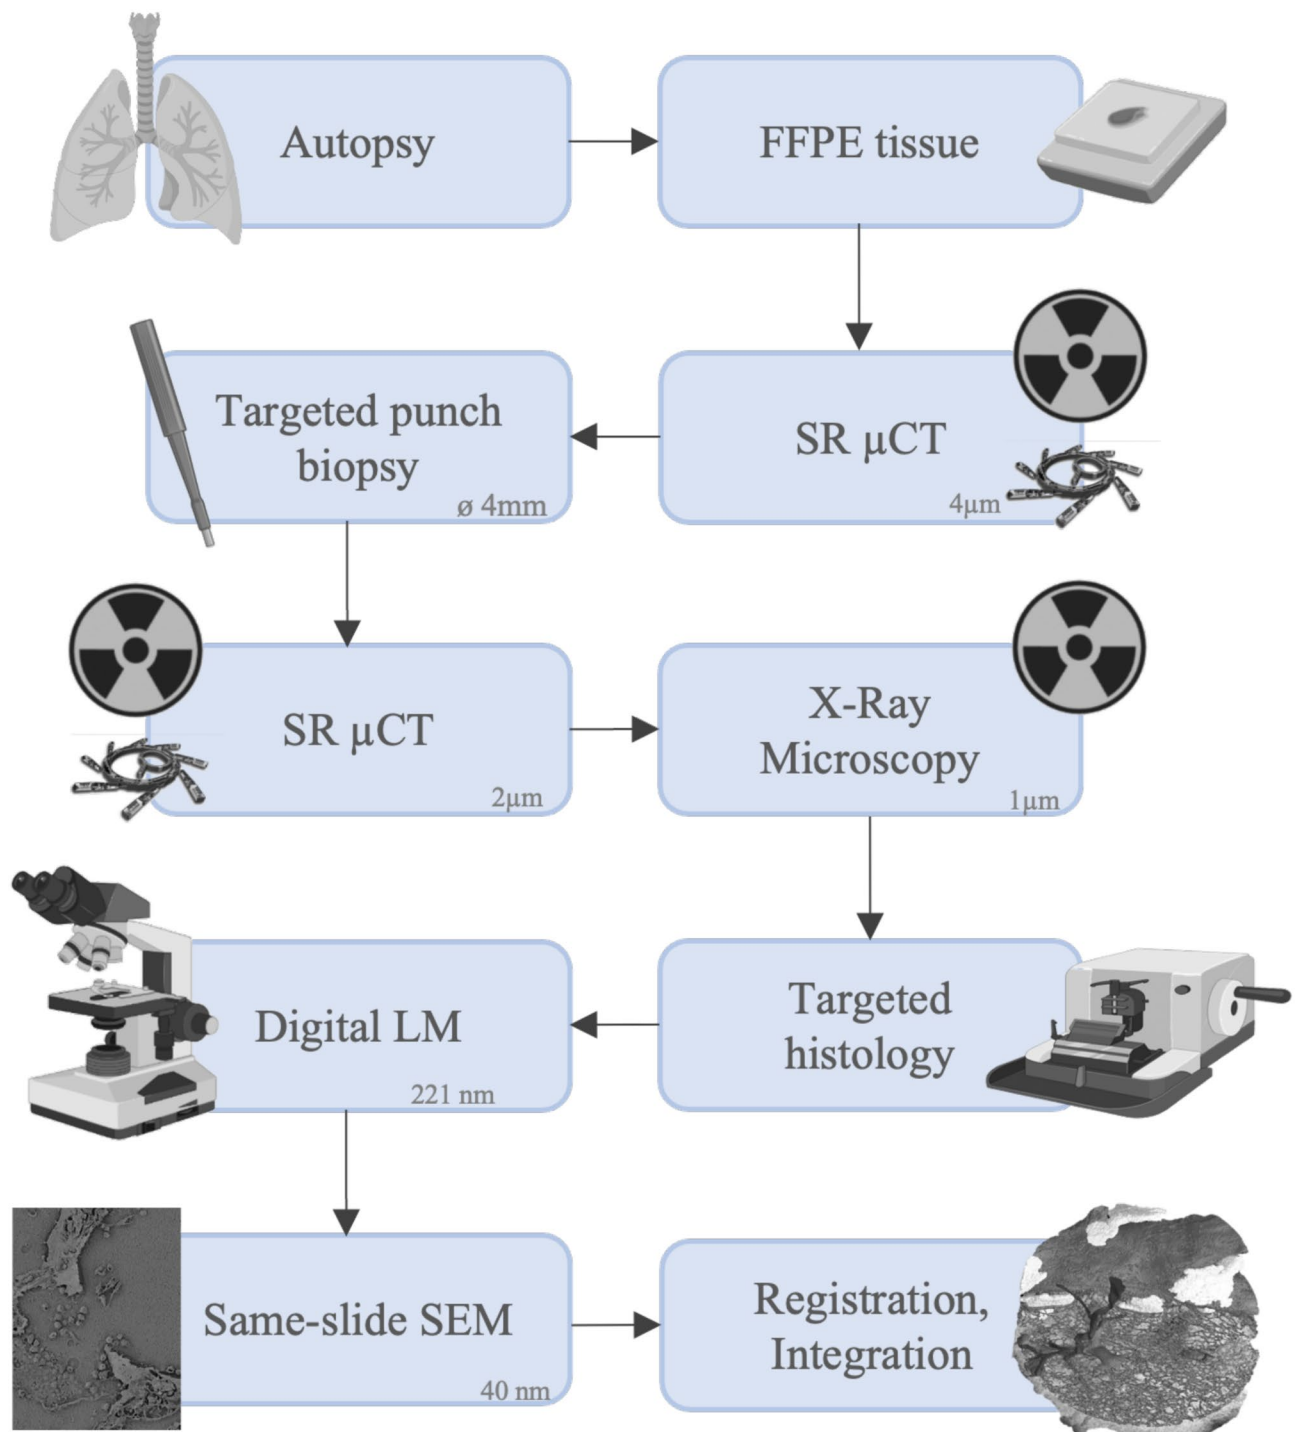 Autopsy
FFPE tissue
SR µCT
4µm
Targeted punch
biopsy
ø 4mm
SR µCT
2µm
X-Ray
Microscopy
1µm
Targeted
histology
Digital LM
221 nm
Same-slide SEM
40 nm
Registration,
Integration